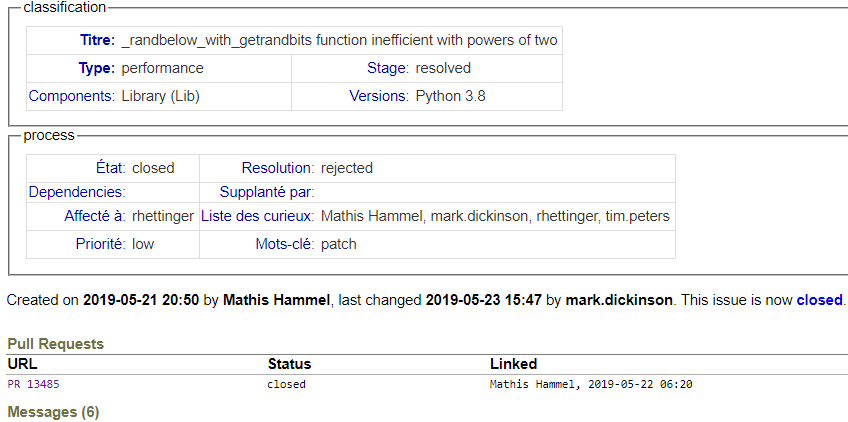 classification
Titre: _randbelow_with_getrandbits function inefficient with powers of two
Type: performance Stage: resolved
Components: Library (Lib) Versions: Python 3.8
process
État: closed Resolution: rejected
Dependencies: Supplanté par:
Affecté à: rhettinger Liste des curieux: Mathis Hammel, mark.dickinson, rhettinger, tim.peters
Priorité: low Mots-clé: patch
Created on 2019-05-21 20:50 by Mathis Hammel, last changed 2019-05-23 15:47 by mark.dickinson. This issue is now closed.
Pull Requests
URL Status Linked
PR 13485 closed Mathis Hammel, 2019-05-22 06:20
Messages (6)